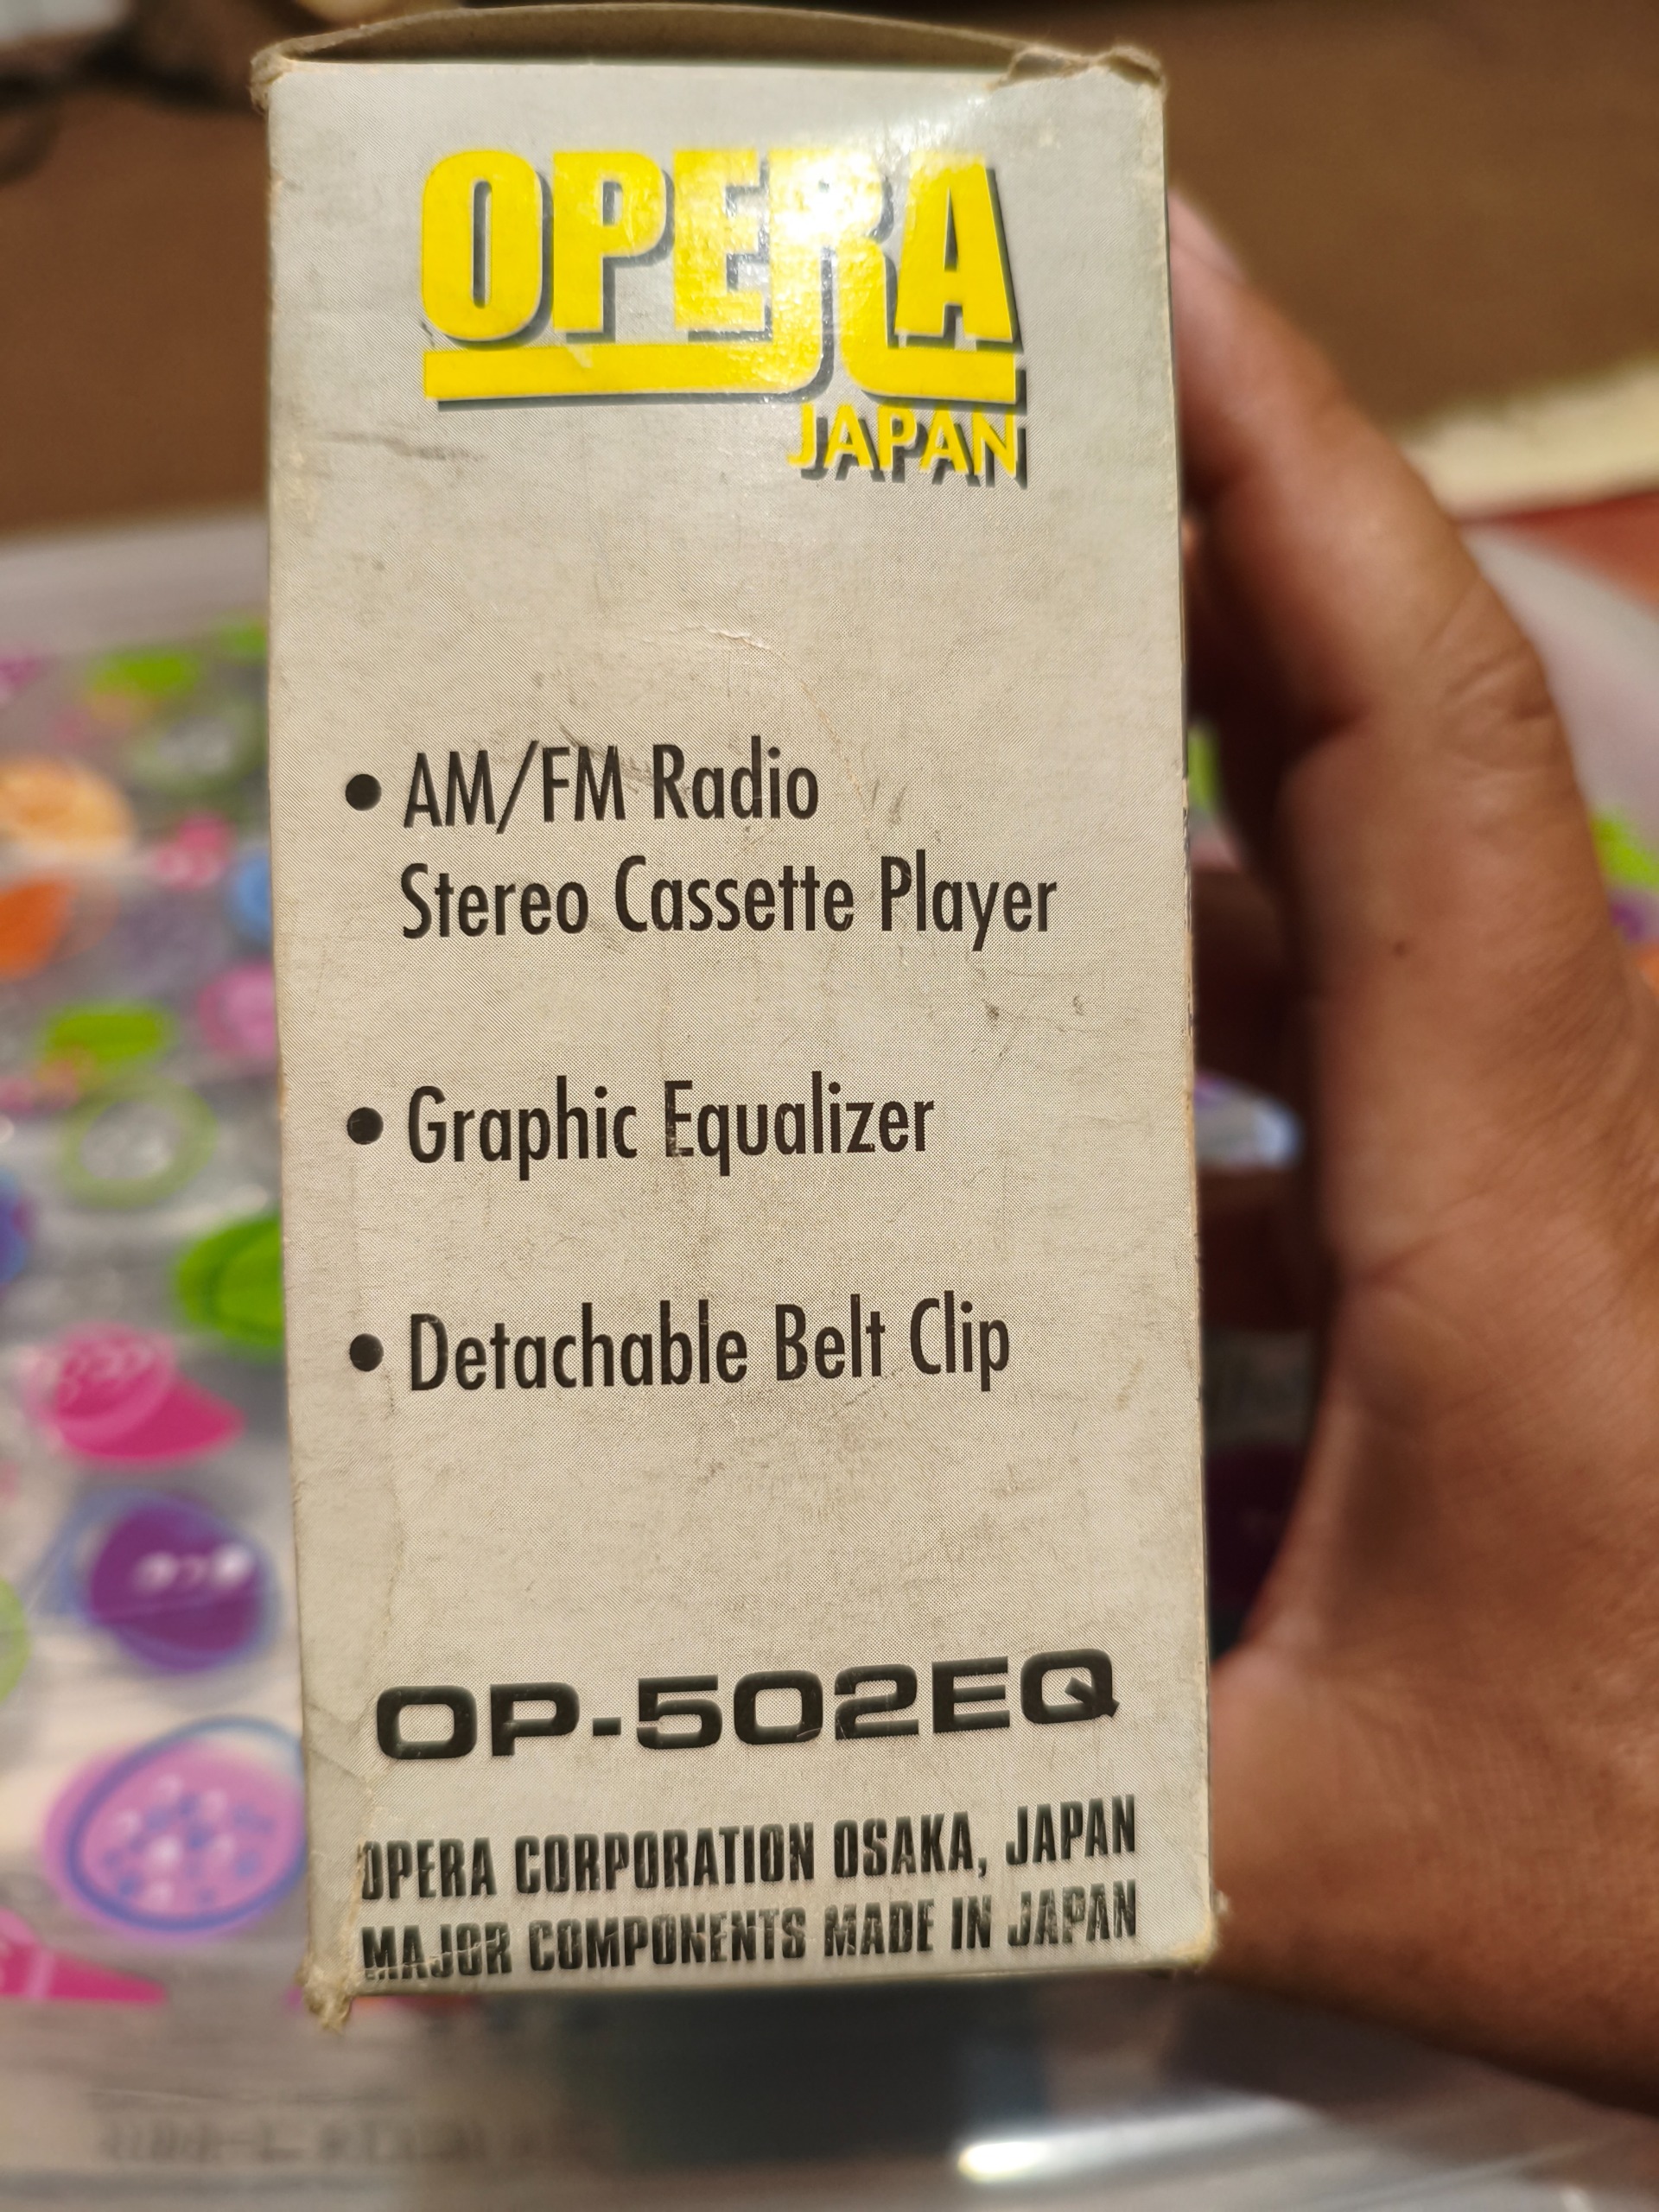 OPERA
JAPAN
• AM/FM Radio
Stereo Cassette Player
• Graphic Equalizer
• Detachable Belt Clip
OP-502EQ
OPERA CORPORATION OSAKA, JAPAN
MAJOR COMPONENTS MADE IN JAPAN